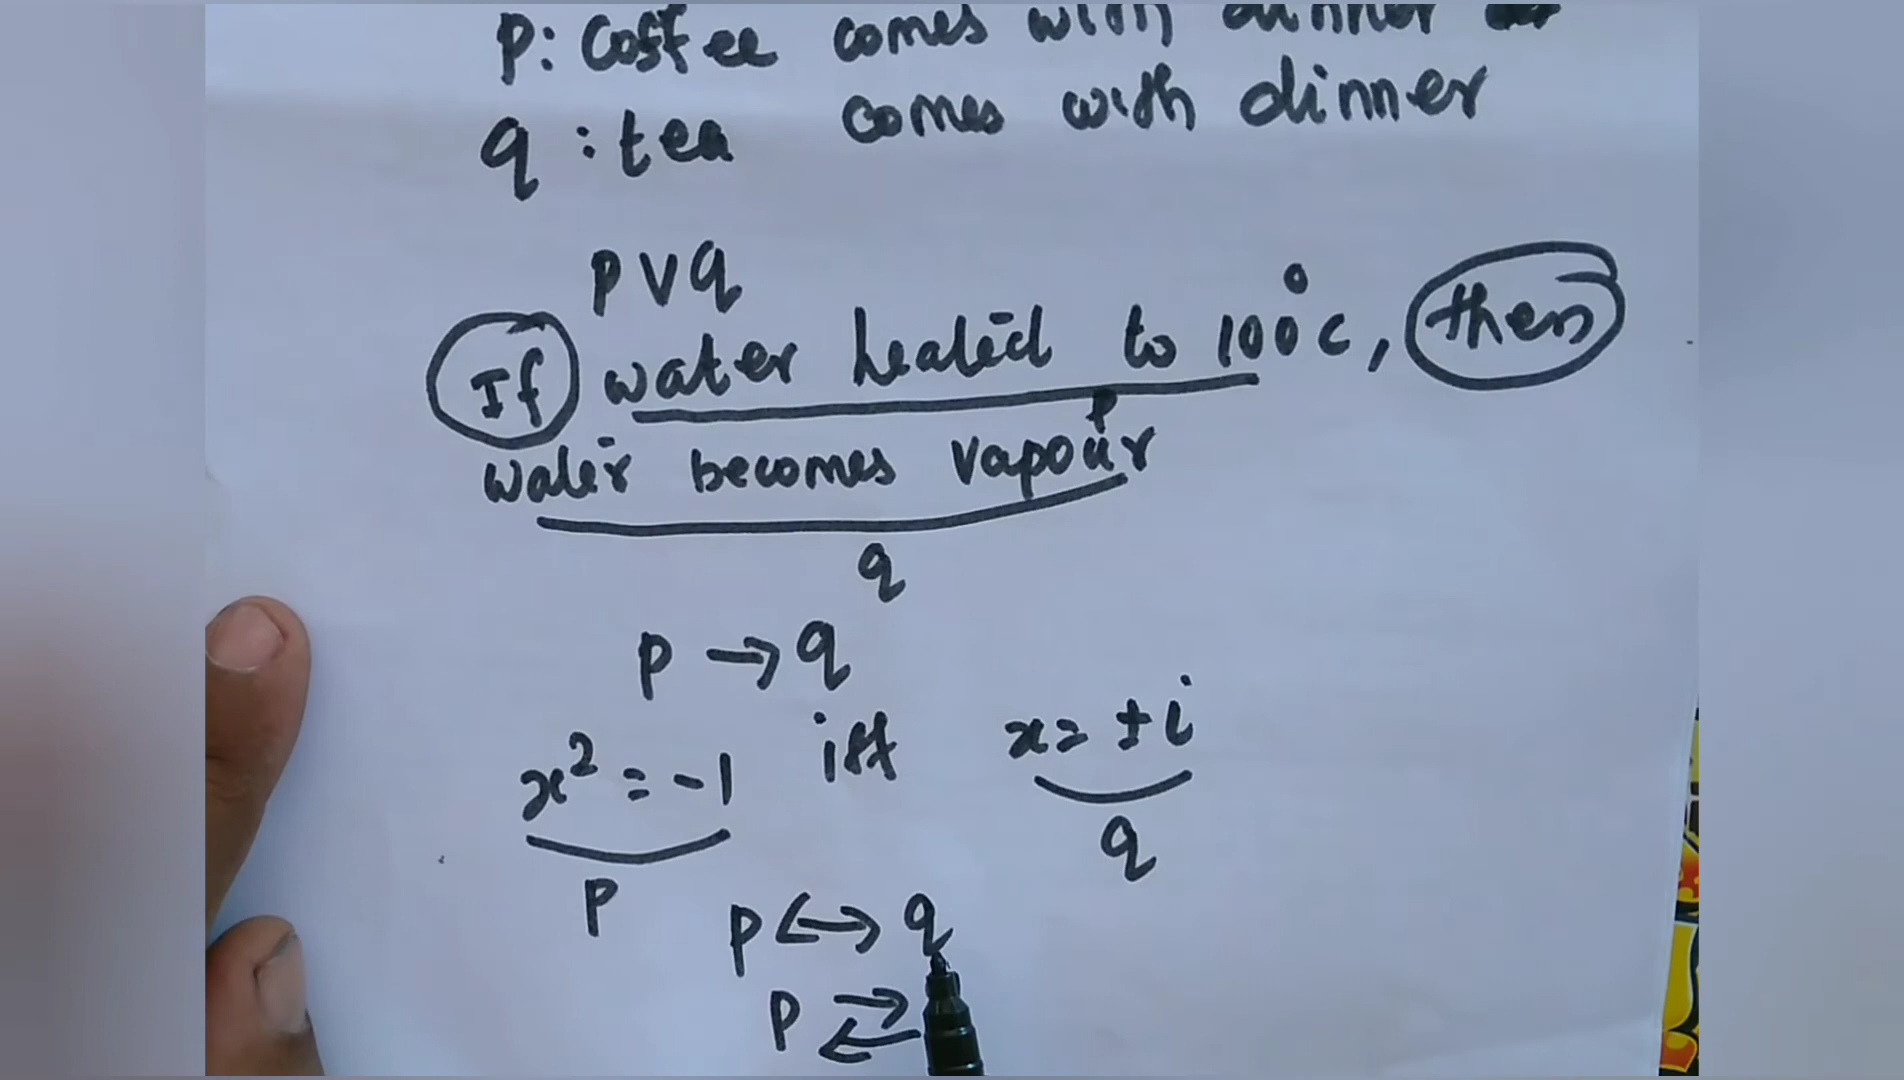 p: Coffee comes with dinner
q : tea comes with dinner
p ∨ q
If water heated to 100°c, then
p
water becomes vapour
q
p → q
x² = -1 iff x = ± i
p q
p ↔ q
p ⇄